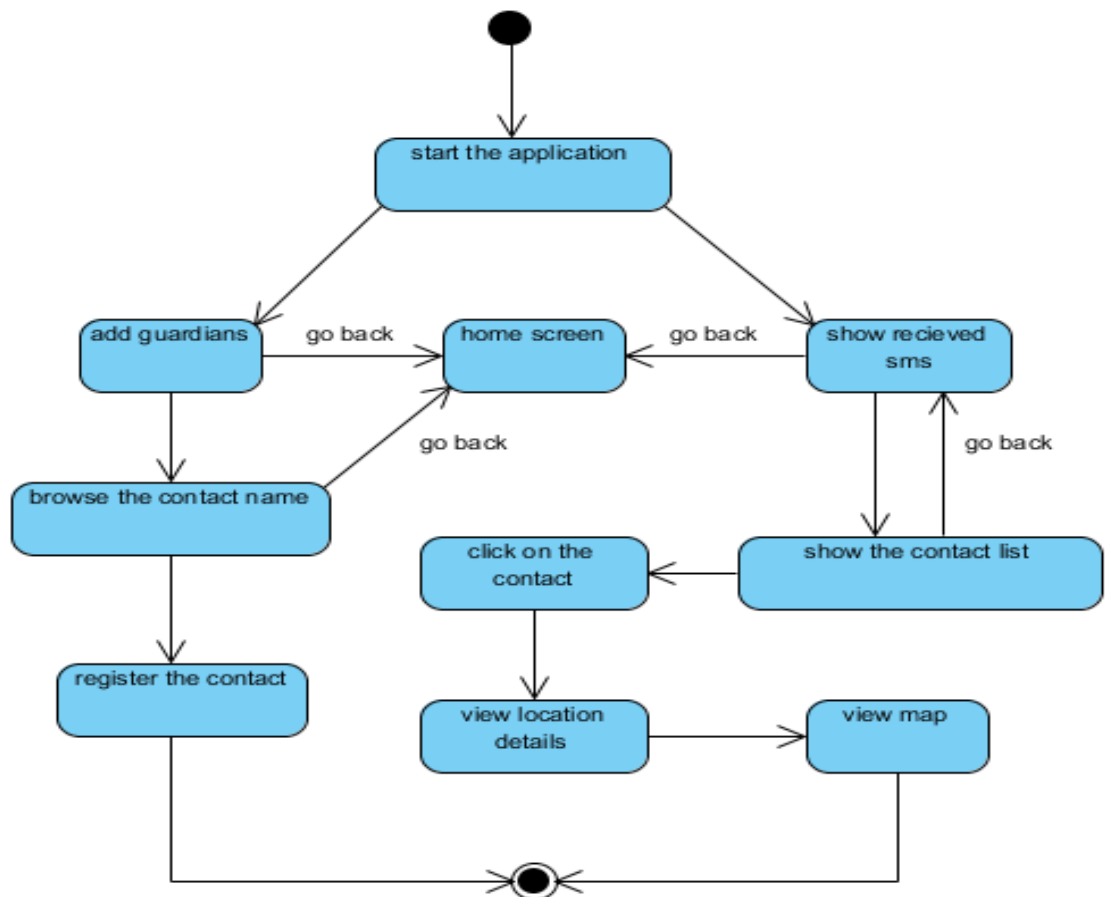 start the application
add guardians
go back
home screen
go back
show recieved
sms
go back
go back
browse the contact name
click on the
contact
show the contact list
register the contact
view location
details
view map